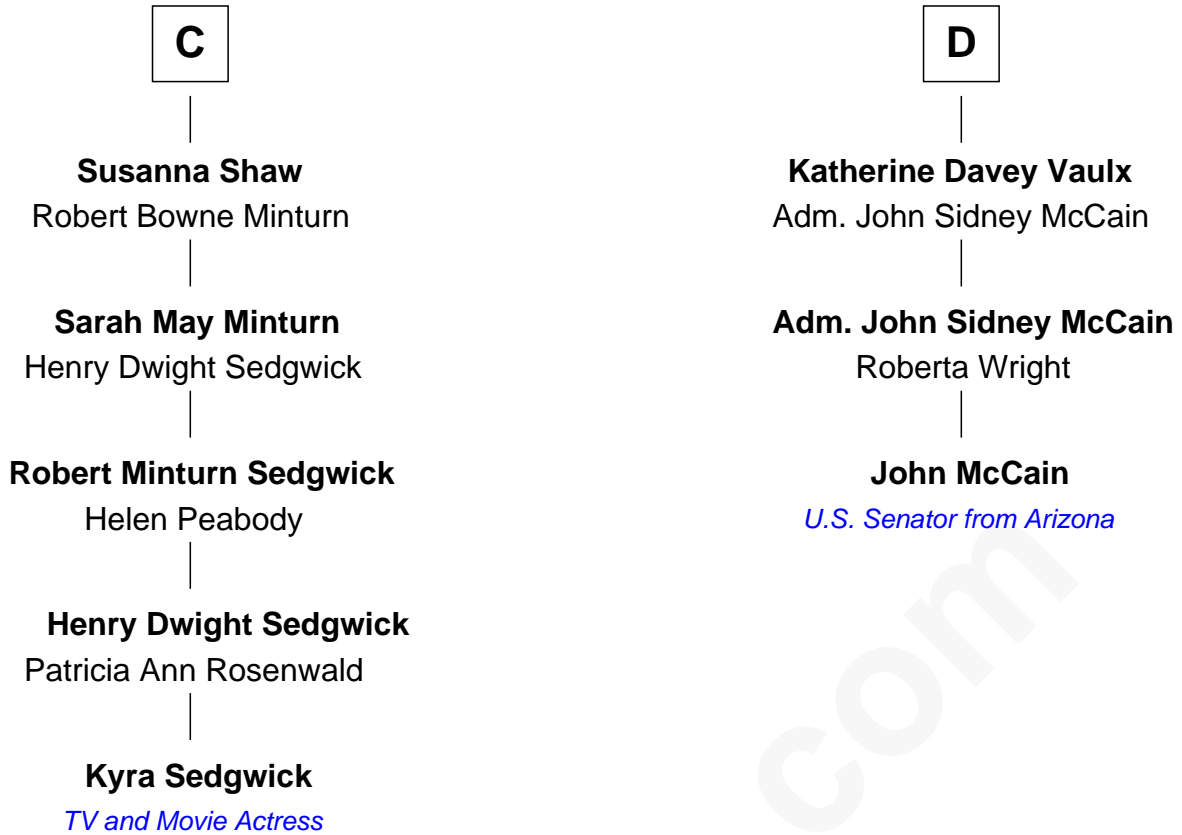 C
Susanna Shaw
Robert Bowne Minturn
Sarah May Minturn
Henry Dwight Sedgwick
Robert Minturn Sedgwick
Helen Peabody
Henry Dwight Sedgwick
Patricia Ann Rosenwald
Kyra Sedgwick
TV and Movie Actress
D
Katherine Davey Vaulx
Adm. John Sidney McCain
Adm. John Sidney McCain
Roberta Wright
John McCain
U.S. Senator from Arizona
com